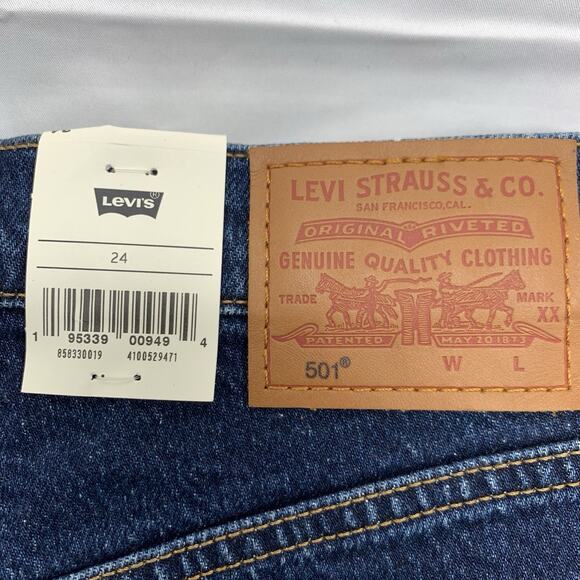 LEVI'S®
24
1 95339 00949 4
858330019 4100529471
LEVI STRAUSS & CO.
SAN FRANCISCO, CAL.
ORIGINAL RIVETED
GENUINE QUALITY CLOTHING
TRADE MARK
XX
PATENTED MAY 20 1873
501® W L